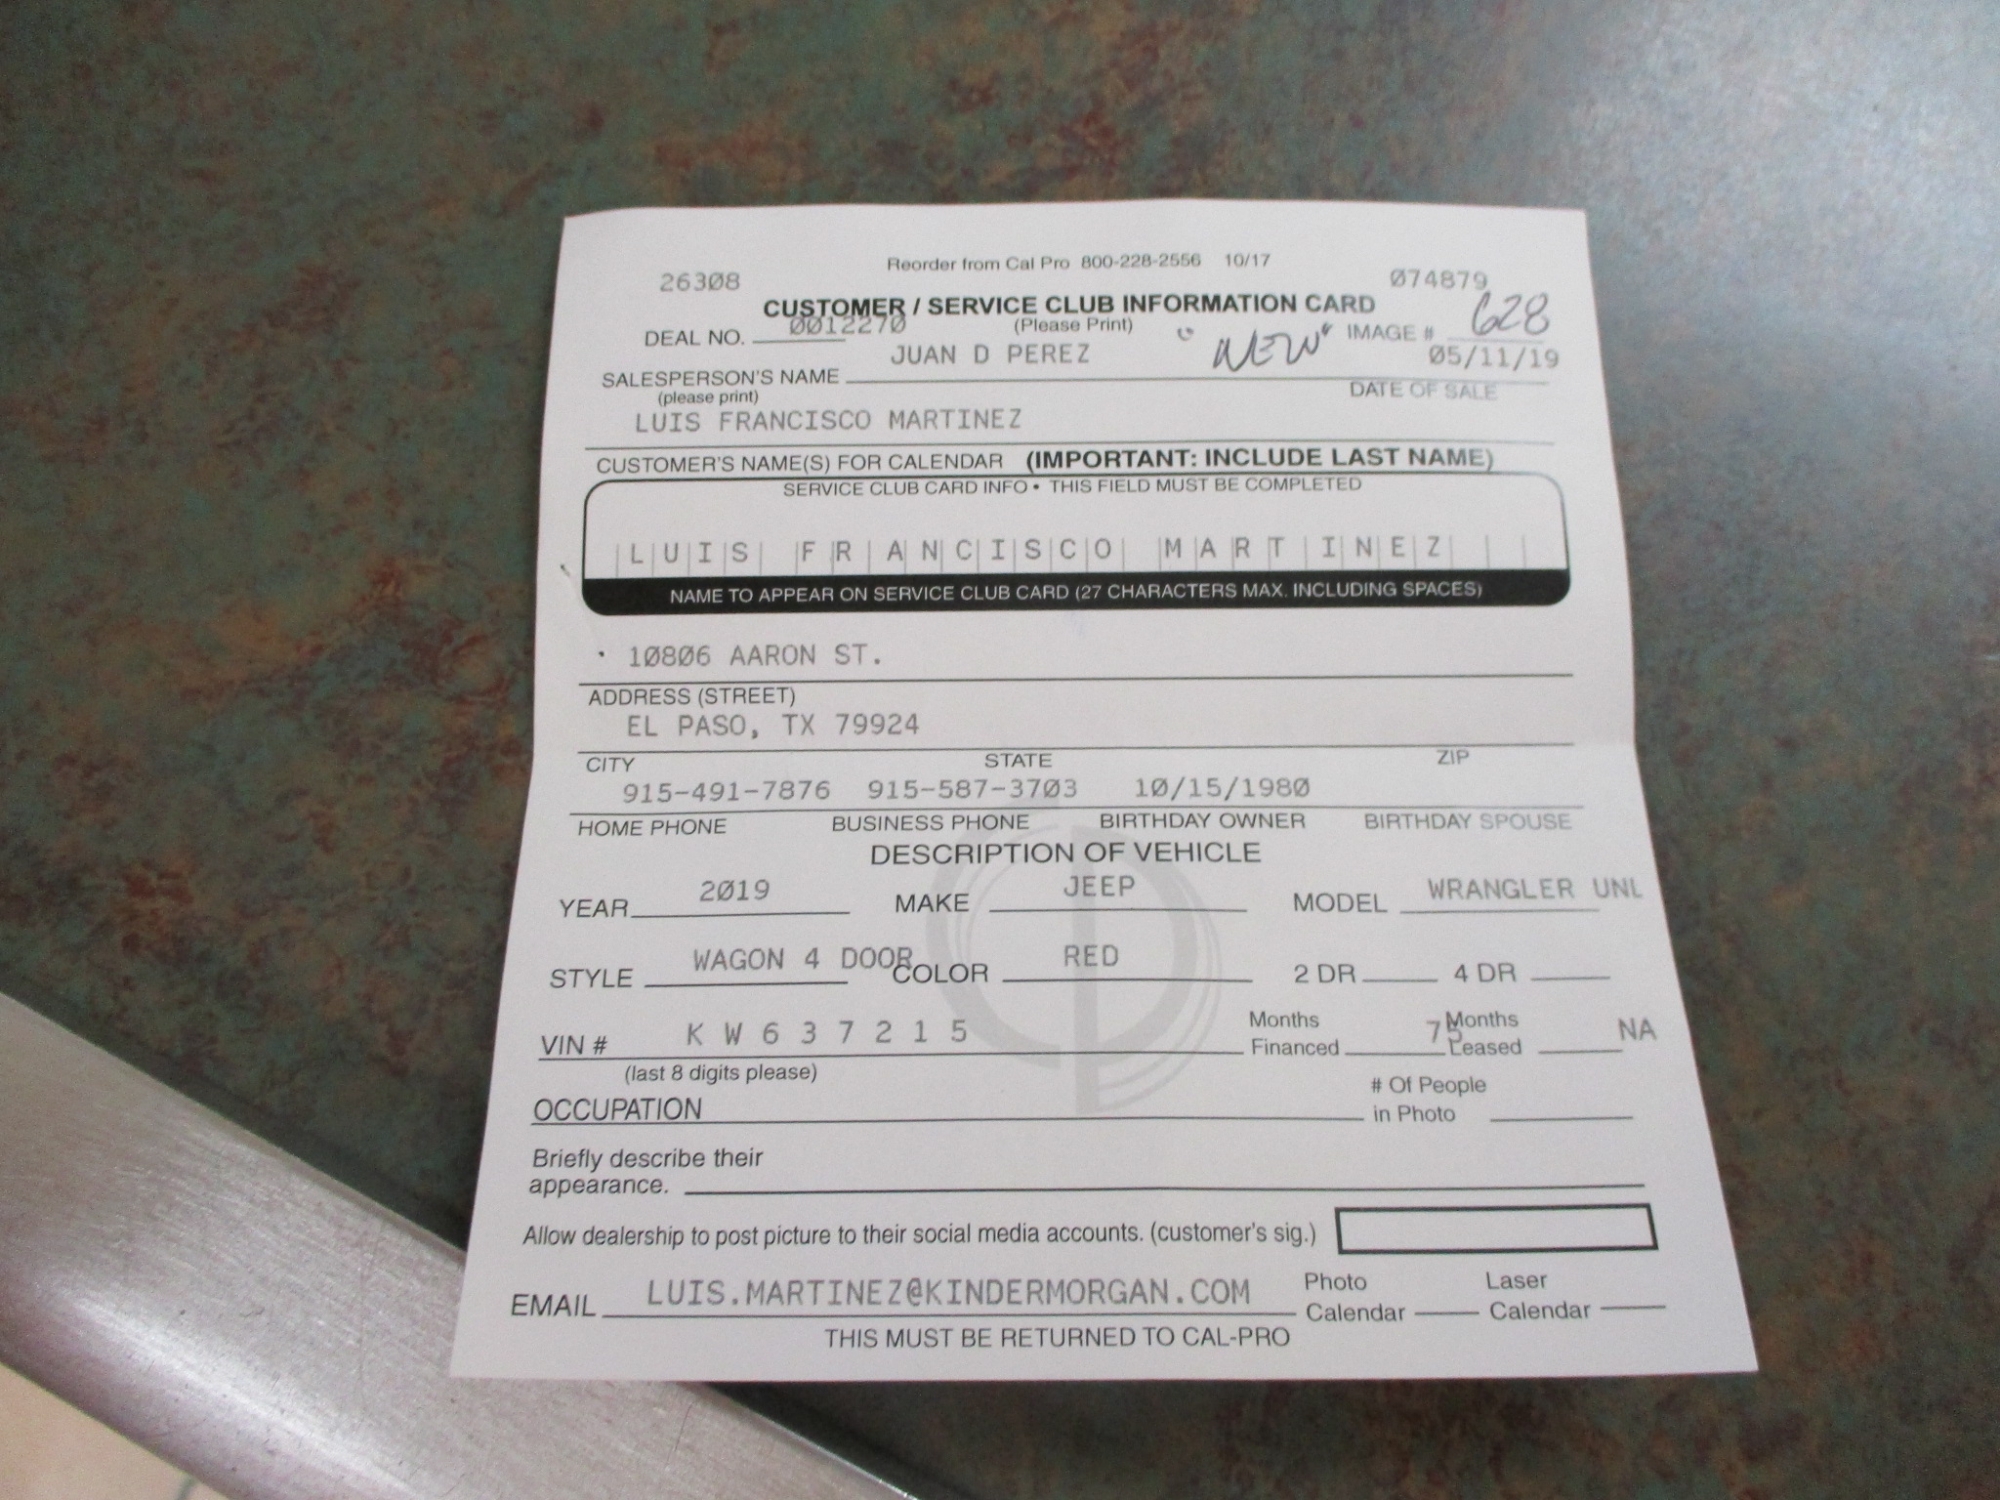 Reorder from Cal Pro 800-228-2556 10/17
26308 074879
CUSTOMER / SERVICE CLUB INFORMATION CARD
DEAL NO. 0012270 (Please Print) "NEW" IMAGE # 628
JUAN D PEREZ 05/11/19
SALESPERSON'S NAME DATE OF SALE
(please print)
LUIS FRANCISCO MARTINEZ
CUSTOMER'S NAME(S) FOR CALENDAR (IMPORTANT: INCLUDE LAST NAME)
SERVICE CLUB CARD INFO • THIS FIELD MUST BE COMPLETED
LUIS FRANCISCO MARTINEZ
NAME TO APPEAR ON SERVICE CLUB CARD (27 CHARACTERS MAX. INCLUDING SPACES)
10806 AARON ST.
ADDRESS (STREET)
EL PASO, TX 79924
CITY STATE ZIP
915-491-7876 915-587-3703 10/15/1980
HOME PHONE BUSINESS PHONE BIRTHDAY OWNER BIRTHDAY SPOUSE
DESCRIPTION OF VEHICLE
YEAR 2019 MAKE JEEP MODEL WRANGLER UNL
STYLE WAGON 4 DOOR COLOR RED 2 DR 4 DR
VIN # K W 6 3 7 2 1 5 Months Financed 75 Months Leased NA
(last 8 digits please)
OCCUPATION # Of People in Photo
Briefly describe their
appearance.
Allow dealership to post picture to their social media accounts. (customer's sig.)
EMAIL LUIS.MARTINEZ@KINDERMORGAN.COM Photo Calendar Laser Calendar
THIS MUST BE RETURNED TO CAL-PRO